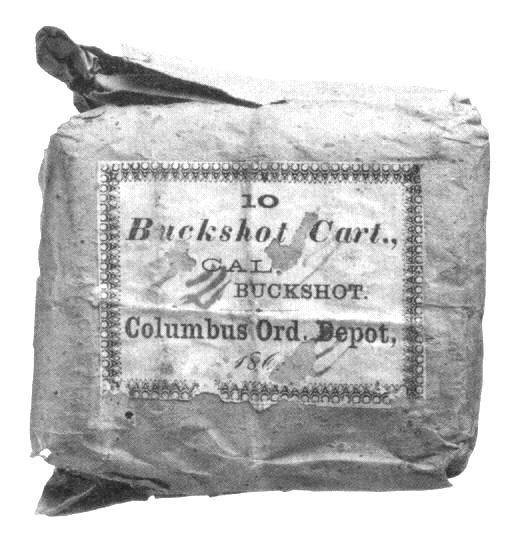 10
Buckshot Cart.,
CAL.
BUCKSHOT.
Columbus Ord. Depot,
186